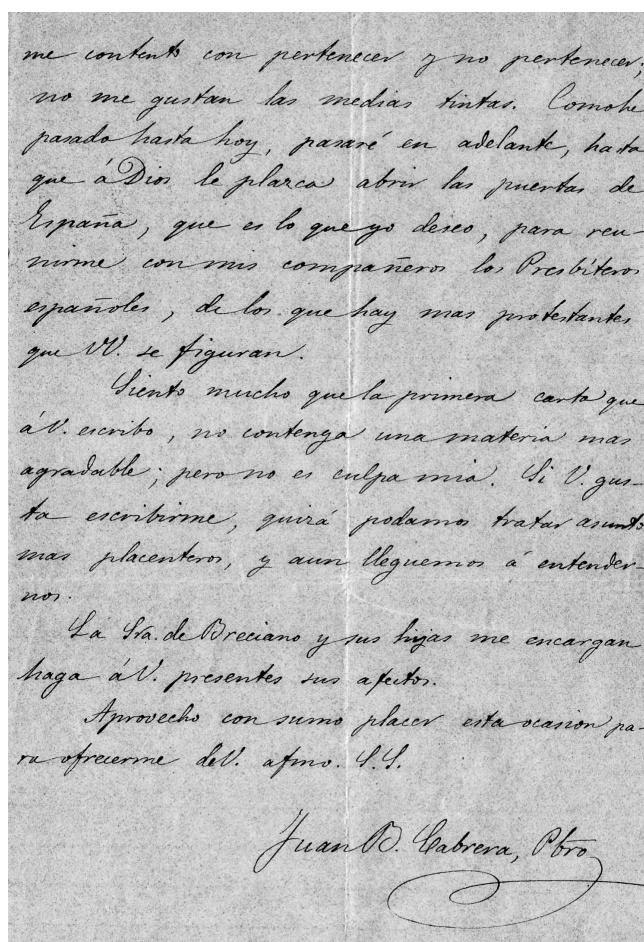 me contento con pertenecer y no pertenecer;
no me gustan las medias tintas. Como he
pasado hasta hoy, pasaré en adelante, hasta
que á Dios le plazca abrir las puertas de
España, que es lo que yo deseo, para reu-
nirme con mis compañeros los Presbíteros
españoles, de los que hay mas protestantes
que VV. se figuran.
Siento mucho que la primera carta que
á V. escribo, no contenga una materia mas
agradable; pero no es culpa mia. Si V. gus-
ta escribirme, quizá podamos tratar asunto
mas placenteros, y aun lleguemos á entender-
nos.
La Sra. de Breciano y sus hijas me encargan
haga á V. presentes sus afectos.
Aprovecho con sumo placer esta ocasion pa-
ra ofrecerme de V. afmo. S.S.
Juan B. Cabrera, Pbro